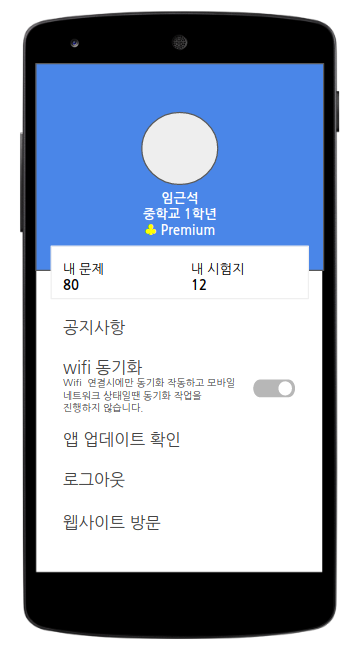 임근석
중학교 1학년
Premium
내 문제
내 시험지
80
12
공지사항
wifi 동기화
Wifi 연결시에만 동기화 작동하고 모바일
네트워크 상태일땐 동기화 작업을
진행하지 않습니다.
앱 업데이트 확인
로그아웃
웹사이트 방문